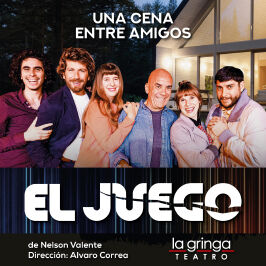 UNA CENA
ENTRE AMIGOS
EL JUEGO
de Nelson Valente
Dirección: Alvaro Correa
la gringa
TEATRO